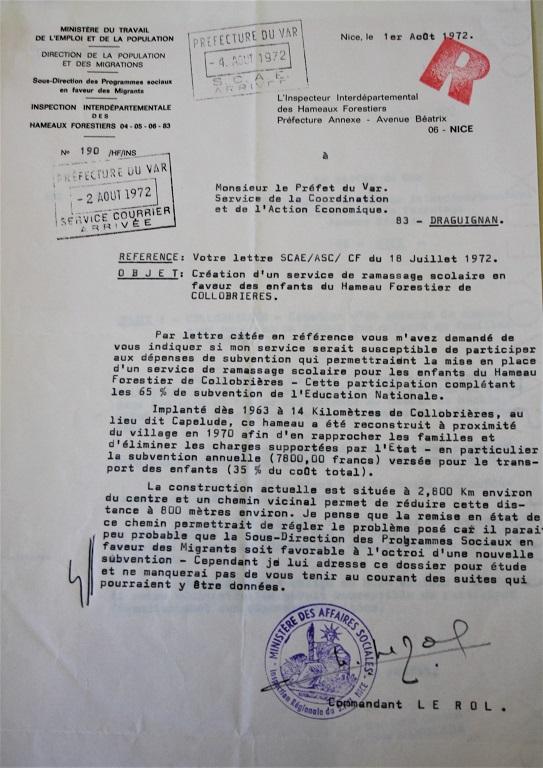 MINISTÈRE DU TRAVAIL
DE L'EMPLOI ET DE LA POPULATION
DIRECTION DE LA POPULATION
ET DES MIGRATIONS
Sous-Direction des Programmes sociaux
en faveur des Migrants
INSPECTION INTERDÉPARTEMENTALE
DES
HAMEAUX FORESTIERS 04 - 05 - 06 - 83
N° 190 /HF/INS
PRÉFECTURE DU VAR
- 2 AOUT 1972
SERVICE COURRIER
ARRIVÉE
PRÉFECTURE DU VAR
- 4 AOUT 1972
S.C.A.E.
ARRIVÉE
Nice, le 1er Août 1972.
R
L'Inspecteur Interdépartemental
des Hameaux Forestiers
Préfecture Annexe - Avenue Béatrix
06 - NICE
à
Monsieur le Préfet du Var.
Service de la Coordination
et de l'Action Economique.
83 - DRAGUIGNAN.
REFERENCE: Votre lettre SCAE/ASC/ CF du 18 Juillet 1972.
OBJET: Création d'un service de ramassage scolaire en
faveur des enfants du Hameau Forestier de
COLLOBRIERES.
Par lettre citée en référence vous m'avez demandé de
vous indiquer si mon service serait susceptible de participer
aux dépenses de subvention qui permettraient la mise en place
d'un service de ramassage scolaire pour les enfants du Hameau
Forestier de Collobrières - Cette participation complétant
les 65 % de subvention de l'Education Nationale.
Implanté dès 1963 à 14 Kilomètres de Collobrières, au
lieu dit Capelude, ce hameau a été reconstruit à proximité
du village en 1970 afin d'en rapprocher les familles et
d'éliminer les charges supportées par l'Etat - en particulier
la subvention annuelle (7800,00 francs) versée pour le trans-
port des enfants (35 % du coût total).
La construction actuelle est située à 2,800 Km environ
du centre et un chemin vicinal permet de réduire cette dis-
tance à 800 mètres environ. Je pense que la remise en état de
ce chemin permettrait de régler le problème posé car il parai
peu probable que la Sous-Direction des Programmes Sociaux en
faveur des Migrants soit favorable à l'octroi d'une nouvelle
subvention - Cependant je lui adresse ce dossier pour étude
et ne manquerai pas de vous tenir au courant des suites qui
pourraient y être données.
MINISTÈRE DES AFFAIRES SOCIALES
Inspection Régionale du NICE
Commandant LE ROL.